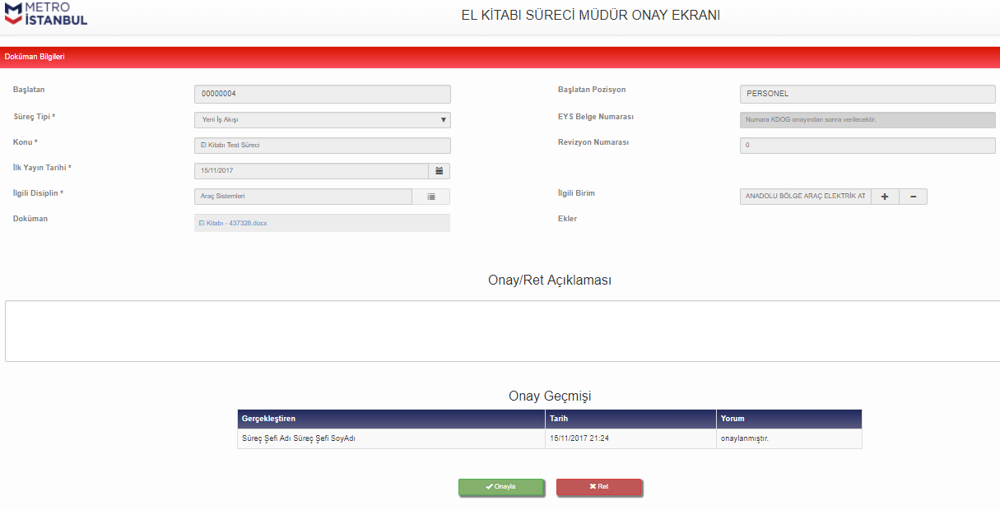 METRO
İSTANBUL
EL KİTABI SÜRECİ MÜDÜR ONAY EKRANI
Doküman Bilgileri
Başlatan
00000004
Başlatan Pozisyon
PERSONEL
Süreç Tipi *
Yeni İş Akışı
EYS Belge Numarası
Numara KDOG onayından sonra verilecektir.
Konu *
El Kitabı Test Süreci
Revizyon Numarası
0
İlk Yayın Tarihi *
15/11/2017
İlgili Disiplin *
Araç Sistemleri
İlgili Birim
ANADOLU BÖLGE ARAÇ ELEKTRİK AT
Doküman
El Kitabı - 437328.docx
Ekler
Onay/Ret Açıklaması
Onay Geçmişi
Gerçekleştiren Tarih Yorum
Süreç Şefi Adı Süreç Şefi SoyAdı 15/11/2017 21:24 onaylanmıştır.
Onayla
Ret